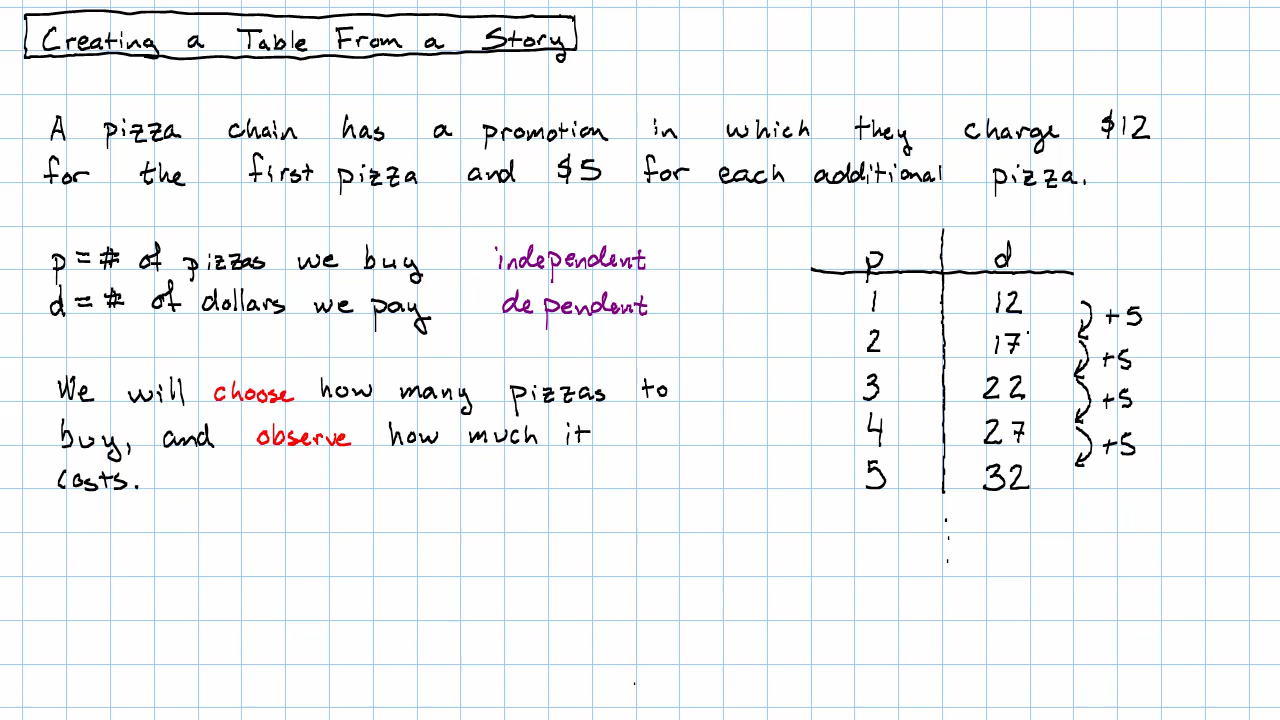 Creating a Table From a Story
A pizza chain has a promotion in which they charge $12
for the first pizza and $5 for each additional pizza.
p = # of pizzas we buy independent
d = # of dollars we pay dependent
We will choose how many pizzas to
buy, and observe how much it
costs.
p d
1 12
+5
2 17
+5
3 22
+5
4 27
+5
5 32